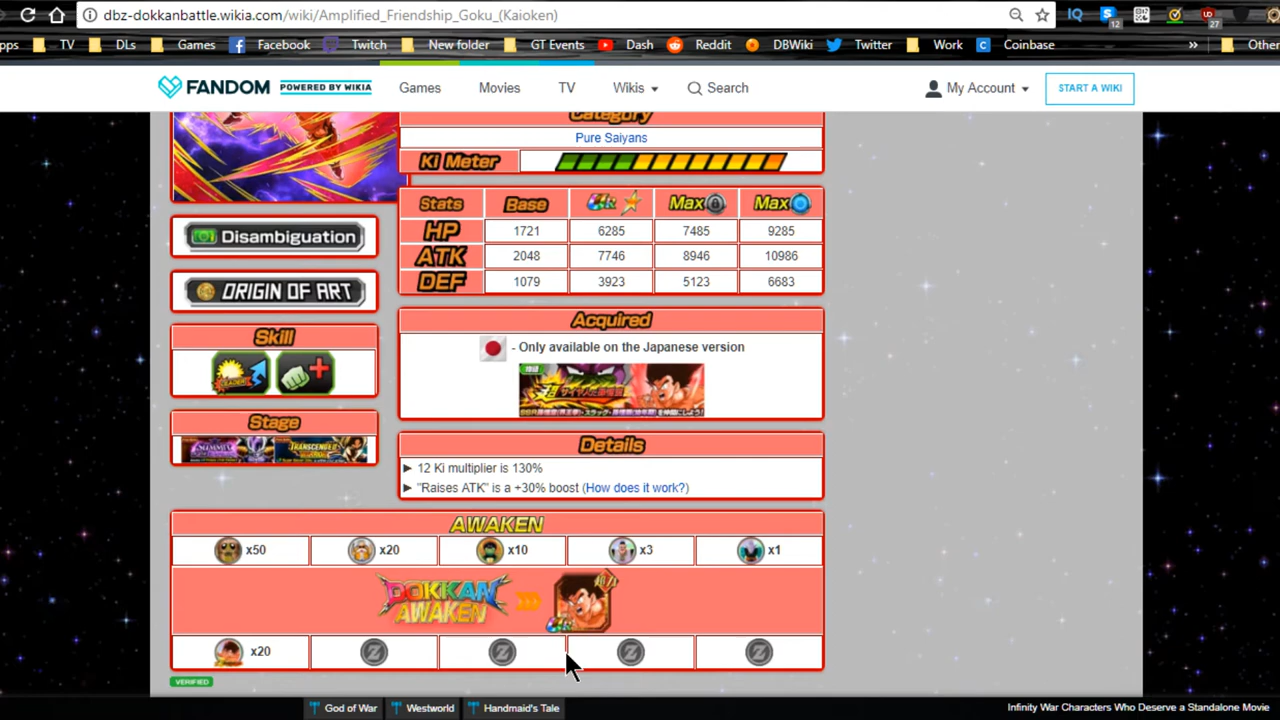 dbz-dokkanbattle.wikia.com/wiki/Amplified_Friendship_Goku_(Kaioken)
pps TV DLs Games Facebook Twitch New folder GT Events Dash Reddit DBWiki Twitter Work Coinbase » Other
FANDOM POWERED BY WIKIA Games Movies TV Wikis Search My Account START A WIKI
Category
Pure Saiyans
Ki Meter
Stats Base Max Max
HP 1721 6285 7485 9285
ATK 2048 7746 8946 10986
DEF 1079 3923 5123 6683
Disambiguation
ORIGIN OF ART
Skill
Stage
Acquired
- Only available on the Japanese version
Details
► 12 Ki multiplier is 130%
► "Raises ATK" is a +30% boost (How does it work?)
AWAKEN
x50 x20 x10 x3 x1
DOKKAN AWAKEN
x20
VERIFIED
God of War Westworld Handmaid's Tale Infinity War Characters Who Deserve a Standalone Movie